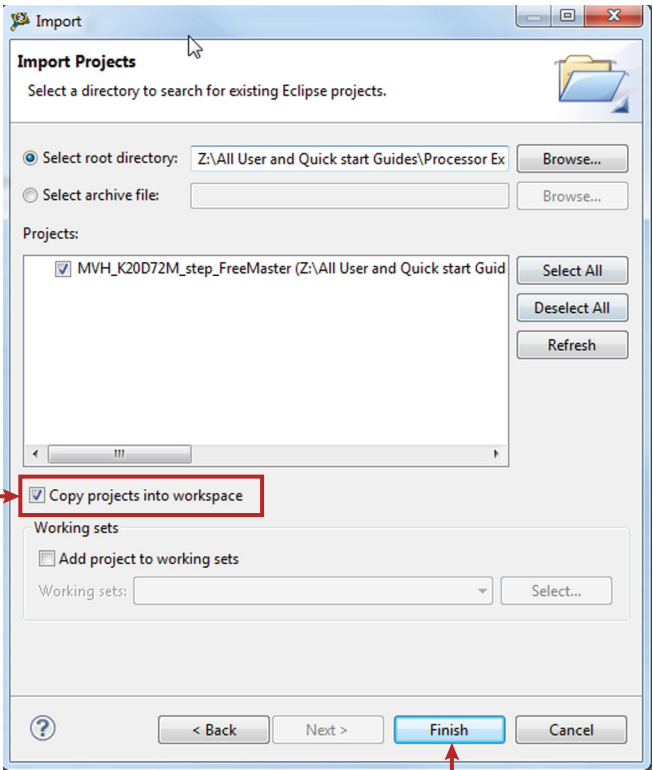 Import
Import Projects
Select a directory to search for existing Eclipse projects.
Select root directory: Z:\All User and Quick start Guides\Processor Ex Browse...
Select archive file: Browse...
Projects:
MVH_K20D72M_step_FreeMaster (Z:\All User and Quick start Guid Select All
Deselect All
Refresh
Copy projects into workspace
Working sets
Add project to working sets
Working sets: Select...
? < Back Next > Finish Cancel